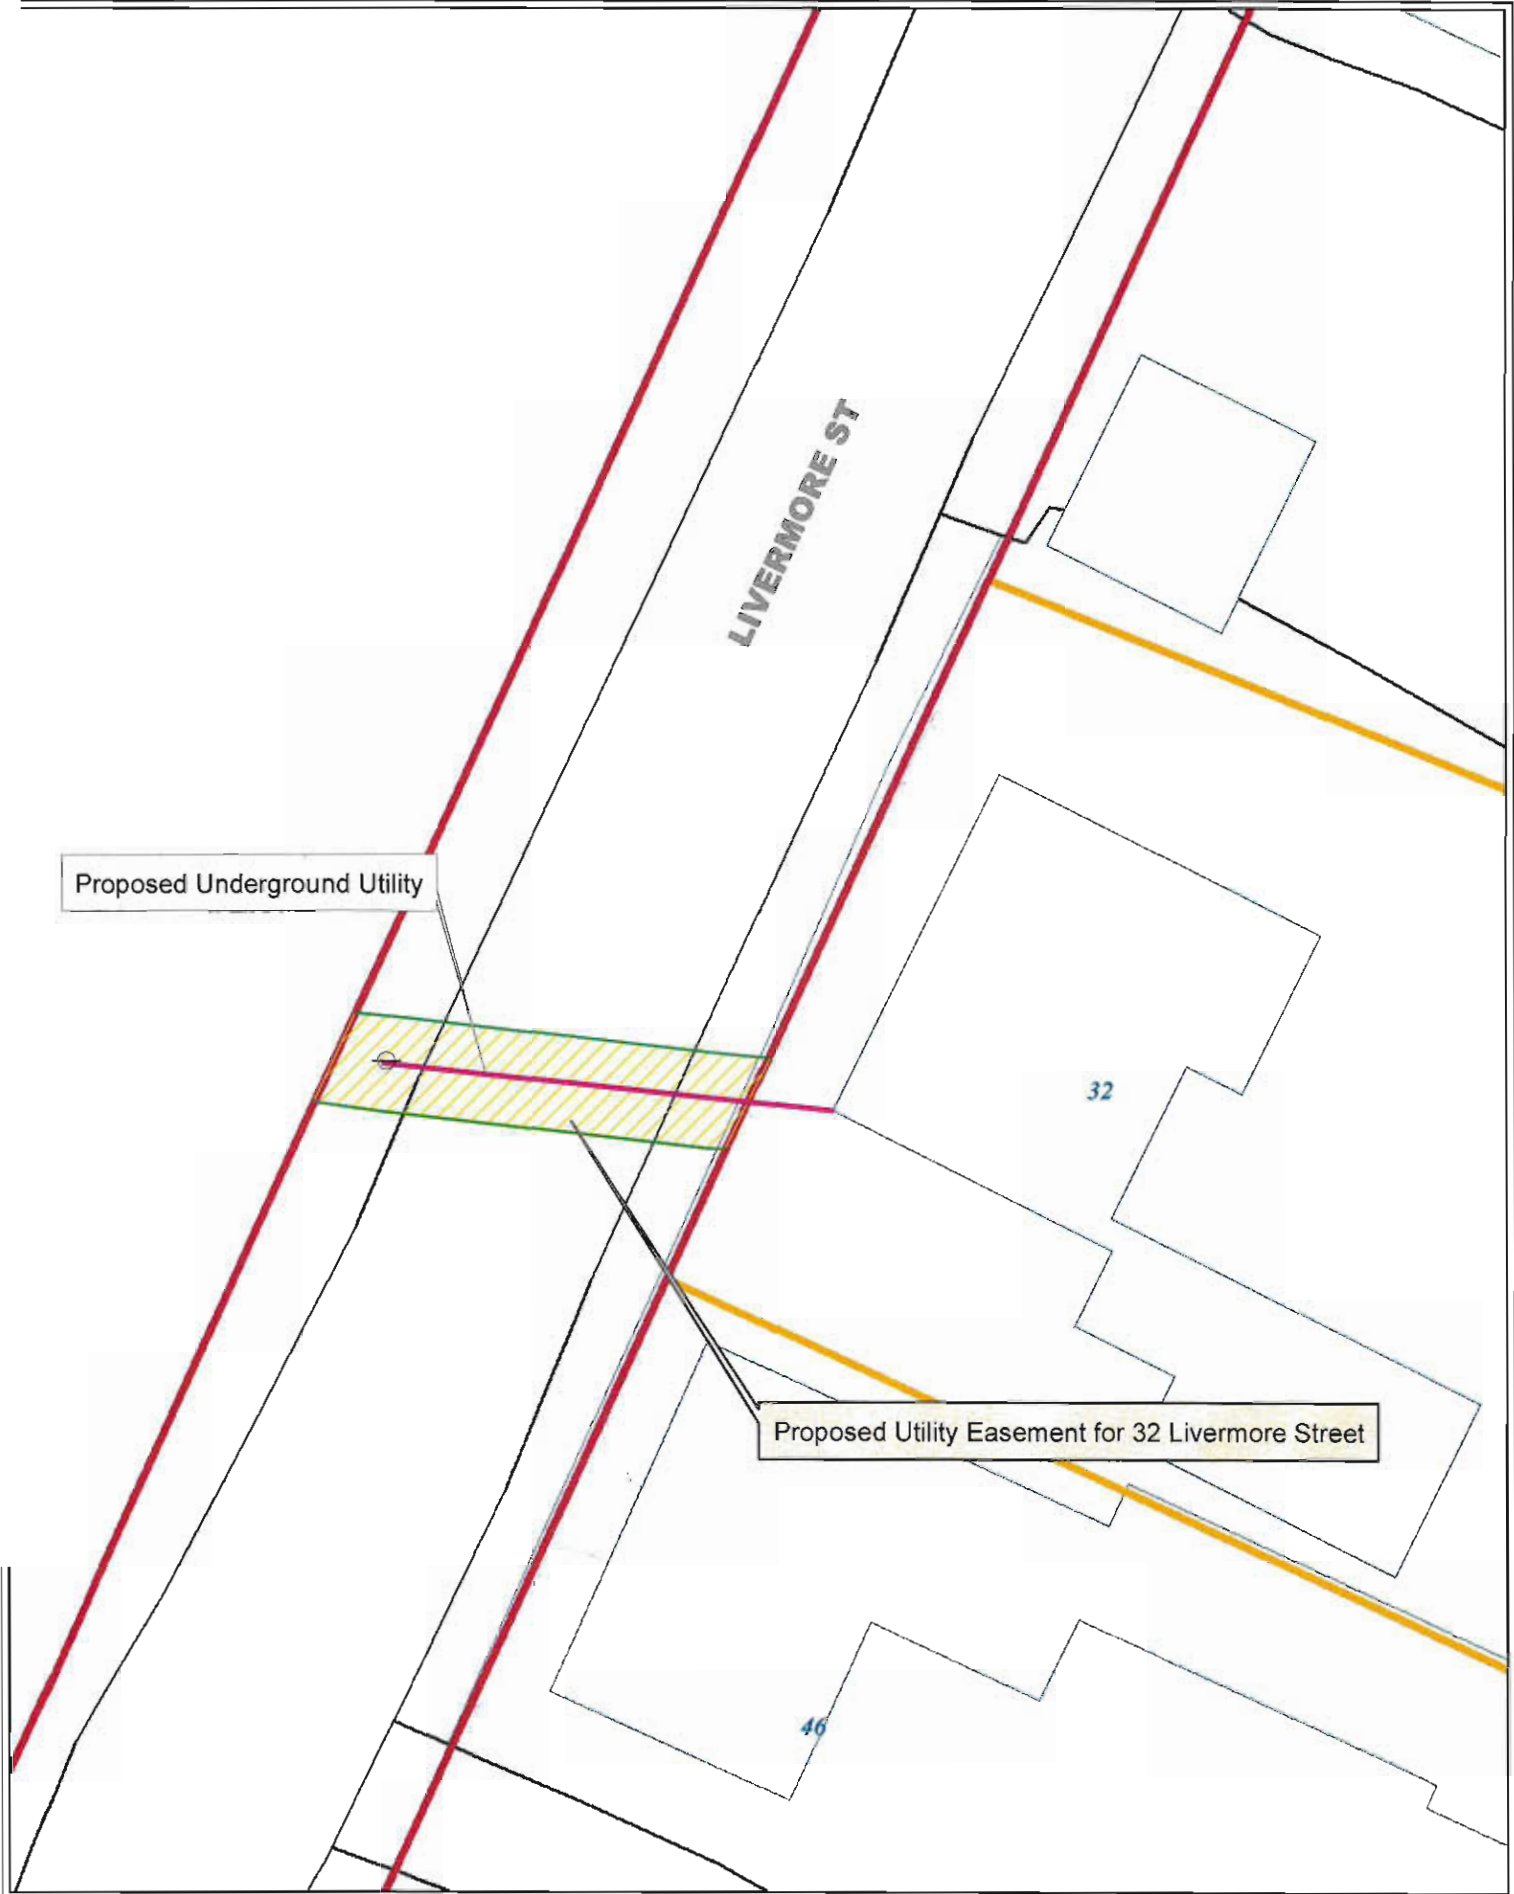 LIVERMORE ST
Proposed Underground Utility
32
Proposed Utility Easement for 32 Livermore Street
46